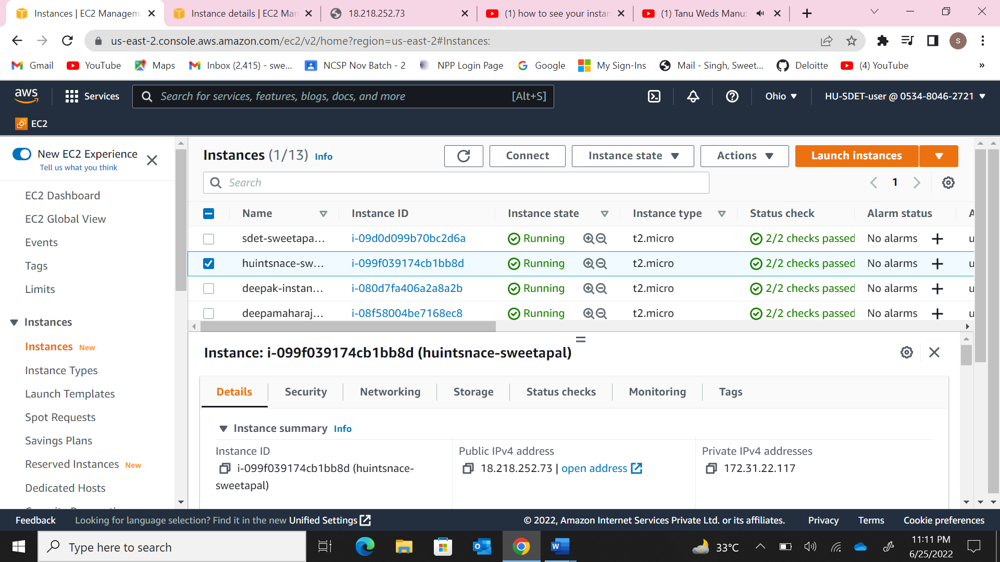 Instances | EC2 Managem
Instance details | EC2 Man
18.218.252.73
(1) how to see your instan
(1) Tanu Weds Manu:
us-east-2.console.aws.amazon.com/ec2/v2/home?region=us-east-2#Instances:
S
Gmail
YouTube
Maps
Inbox (2,415) - swe...
NCSP Nov Batch - 2
NPP Login Page
Google
My Sign-Ins
Mail - Singh, Sweet...
Deloitte
(4) YouTube
»
aws
Services
Search for services, features, blogs, docs, and more
[Alt+S]
Ohio
HU-SDET-user @ 0534-8046-2721
EC2
New EC2 Experience
Tell us what you think
EC2 Dashboard
EC2 Global View
Events
Tags
Limits
Instances
Instances New
Instance Types
Launch Templates
Spot Requests
Savings Plans
Reserved Instances New
Dedicated Hosts
Instances (1/13) Info
Connect
Instance state
Actions
Launch instances
Search
1
Name Instance ID Instance state Instance type Status check Alarm status A
sdet-sweetapa... i-09d0d099b70bc2d6a Running t2.micro 2/2 checks passed No alarms u
huintsnace-sw... i-099f039174cb1bb8d Running t2.micro 2/2 checks passed No alarms u
deepak-instan... i-080d7fa406a2a8a2b Running t2.micro 2/2 checks passed No alarms u
deepamaharaj... i-08f58004be7168ec8 Running t2.micro 2/2 checks passed No alarms u
Instance: i-099f039174cb1bb8d (huintsnace-sweetapal)
Details Security Networking Storage Status checks Monitoring Tags
Instance summary Info
Instance ID
i-099f039174cb1bb8d (huintsnace-
sweetapal)
Public IPv4 address
18.218.252.73 | open address
Private IPv4 addresses
172.31.22.117
Feedback
Looking for language selection? Find it in the new Unified Settings
© 2022, Amazon Internet Services Private Ltd. or its affiliates.
Privacy
Terms
Cookie preferences
Type here to search
33°C
11:11 PM
6/25/2022